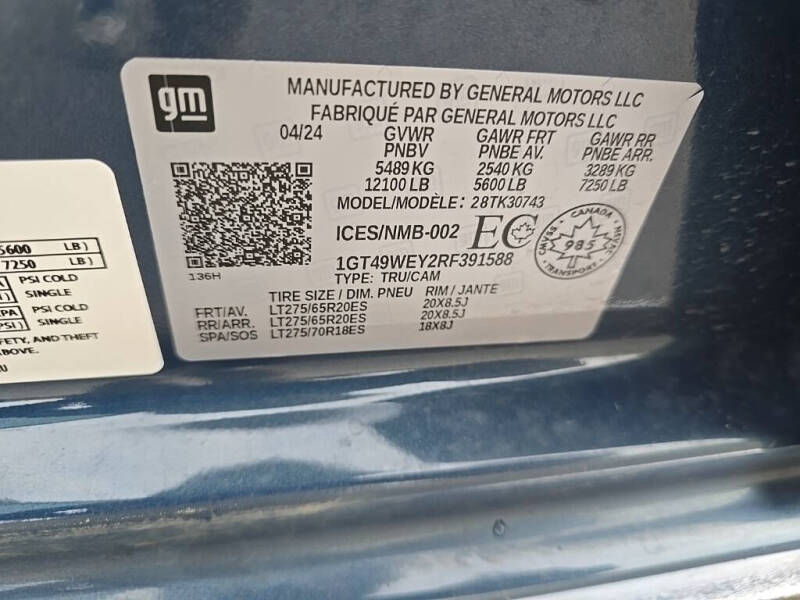 gm
MANUFACTURED BY GENERAL MOTORS LLC
FABRIQUÉ PAR GENERAL MOTORS LLC
04/24 GVWR GAWR FRT GAWR RR
PNBV PNBE AV. PNBE ARR.
5489 KG 2540 KG 3289 KG
12100 LB 5600 LB 7250 LB
MODEL/MODÈLE: 28TK30743
ICES/NMB-002 EC
CANADA
CMVSS 985 NSVAC
TRANSPORT
1GT49WEY2RF391588
TYPE: TRU/CAM
136H
TIRE SIZE / DIM. PNEU RIM / JANTE
FRT/AV. LT275/65R20ES 20X8.5J
RR/ARR. LT275/65R20ES 20X8.5J
SPA/SOS LT275/70R18ES 18X8J
5600 LB)
7250 LB)
PSI COLD
SINGLE
PSI COLD
PSI) SINGLE
AND THEFT
ABOVE.